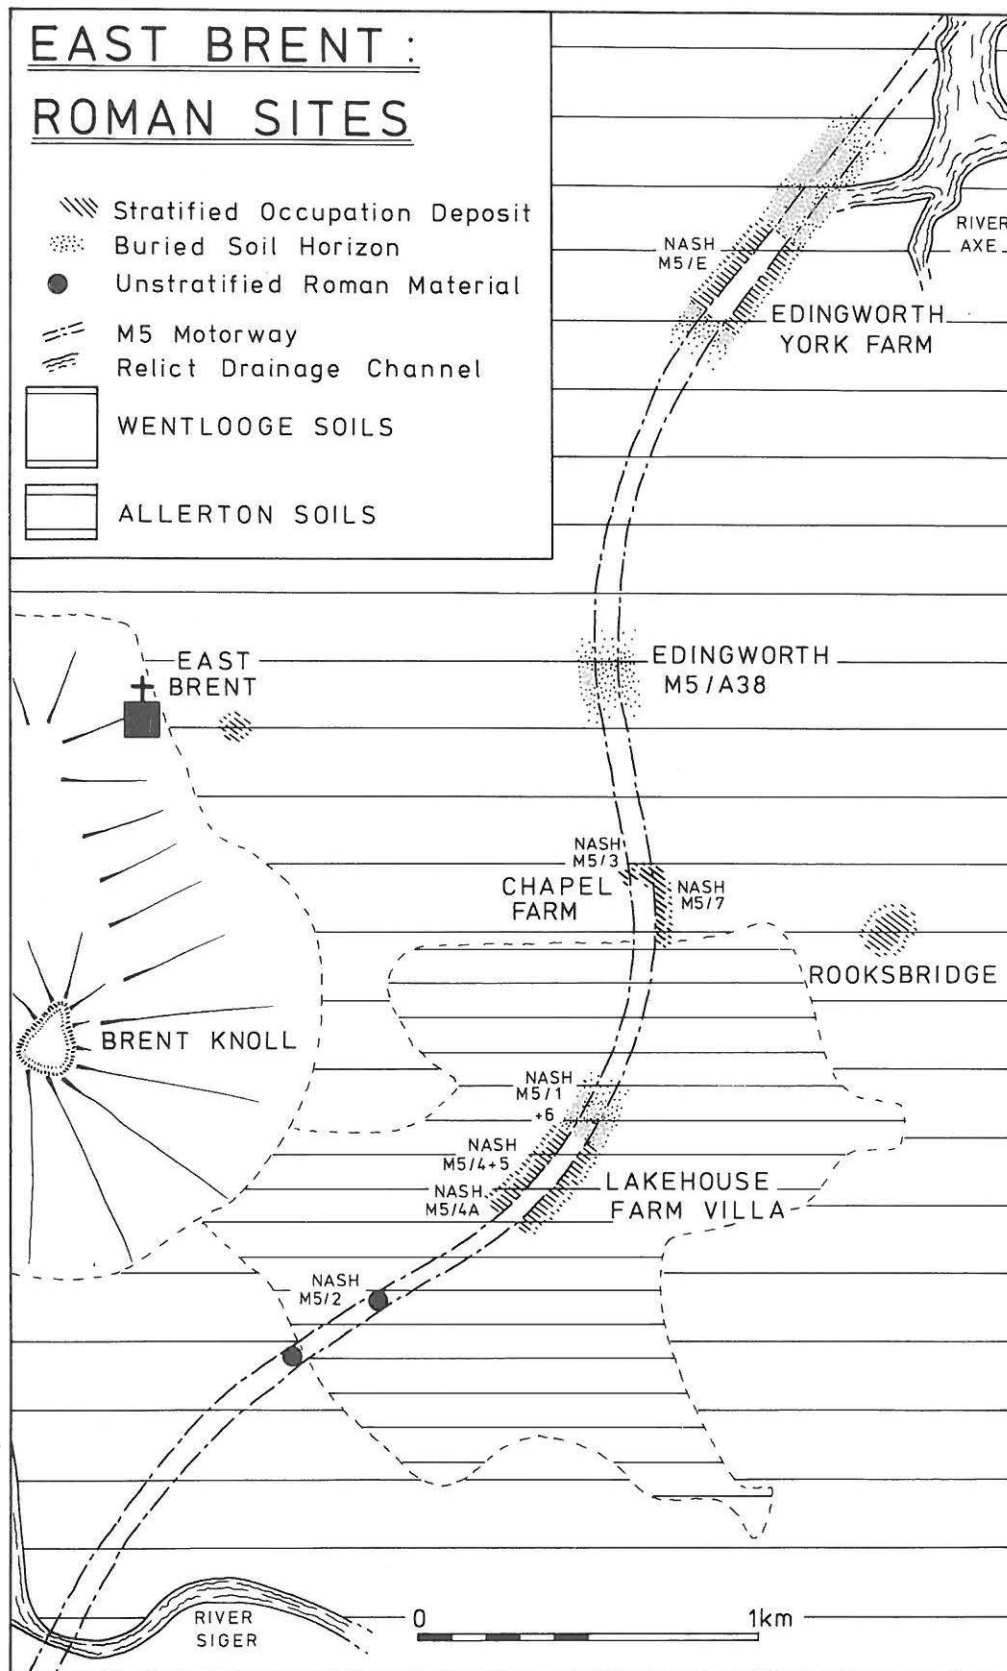 EAST BRENT :
ROMAN SITES
Stratified Occupation Deposit
Buried Soil Horizon
Unstratified Roman Material
M5 Motorway
Relict Drainage Channel
WENTLOOGE SOILS
ALLERTON SOILS
RIVER
AXE
NASH
M5/E
EDINGWORTH
YORK FARM
EAST
BRENT
EDINGWORTH
M5/A38
NASH
M5/3
CHAPEL
FARM
NASH
M5/7
ROOKSBRIDGE
BRENT KNOLL
NASH
M5/1
+6
NASH
M5/4+5
NASH
M5/4A
LAKEHOUSE
FARM VILLA
NASH
M5/2
RIVER
SIGER
0 1km